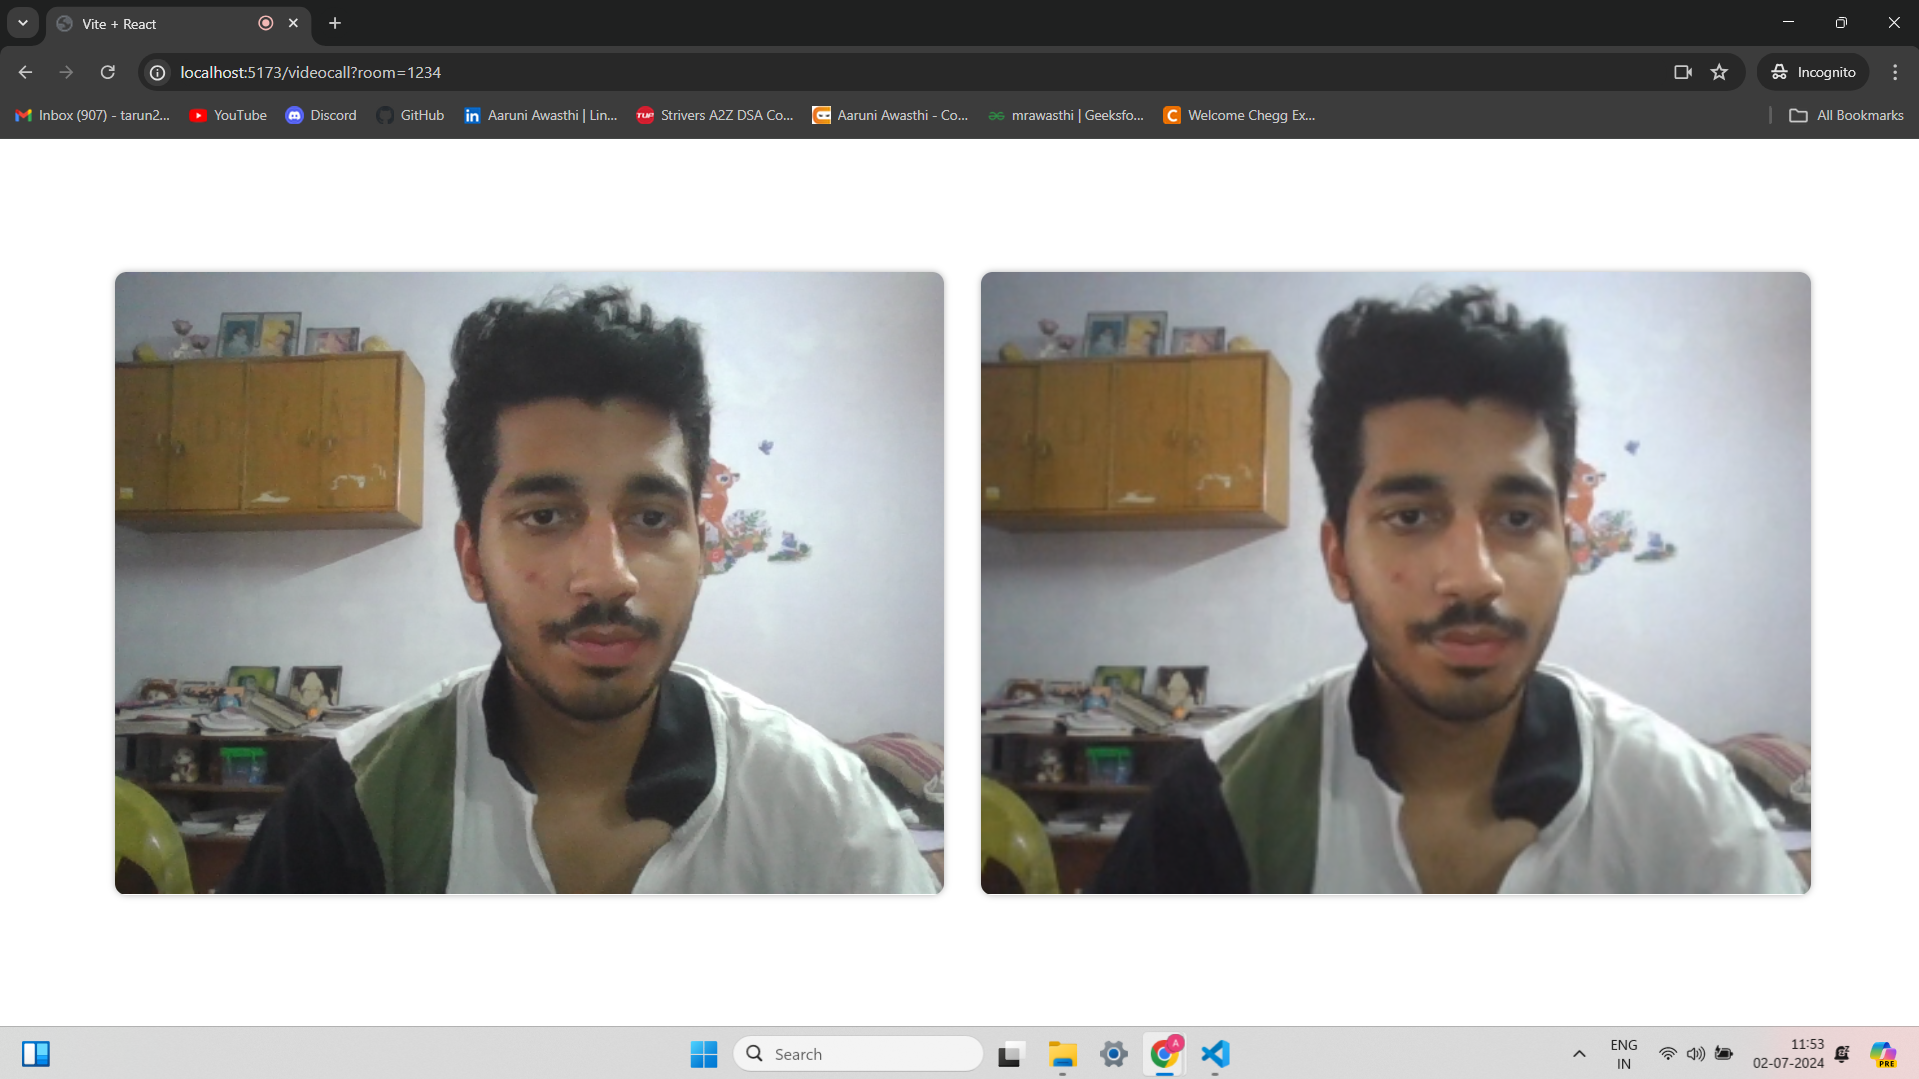 Vite + React
localhost:5173/videocall?room=1234
Incognito
Inbox (907) - tarun2...
YouTube
Discord
GitHub
Aaruni Awasthi | Lin...
Strivers A2Z DSA Co...
Aaruni Awasthi - Co...
mrawasthi | Geeksfo...
Welcome Chegg Ex...
All Bookmarks
Search
A
ENG
IN
11:53
02-07-2024
PRE